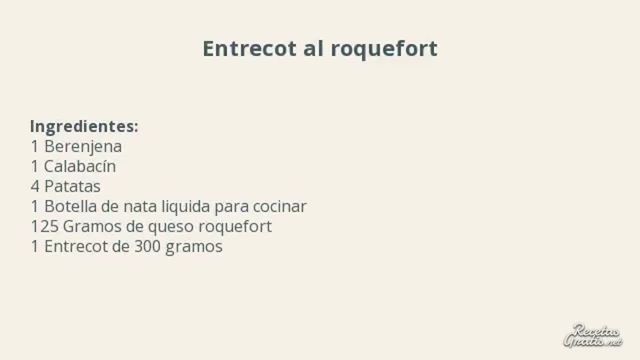 Entrecot al roquefort
Ingredientes:
1 Berenjena
1 Calabacín
4 Patatas
1 Botella de nata liquida para cocinar
125 Gramos de queso roquefort
1 Entrecot de 300 gramos
Recetas
Gratis.net